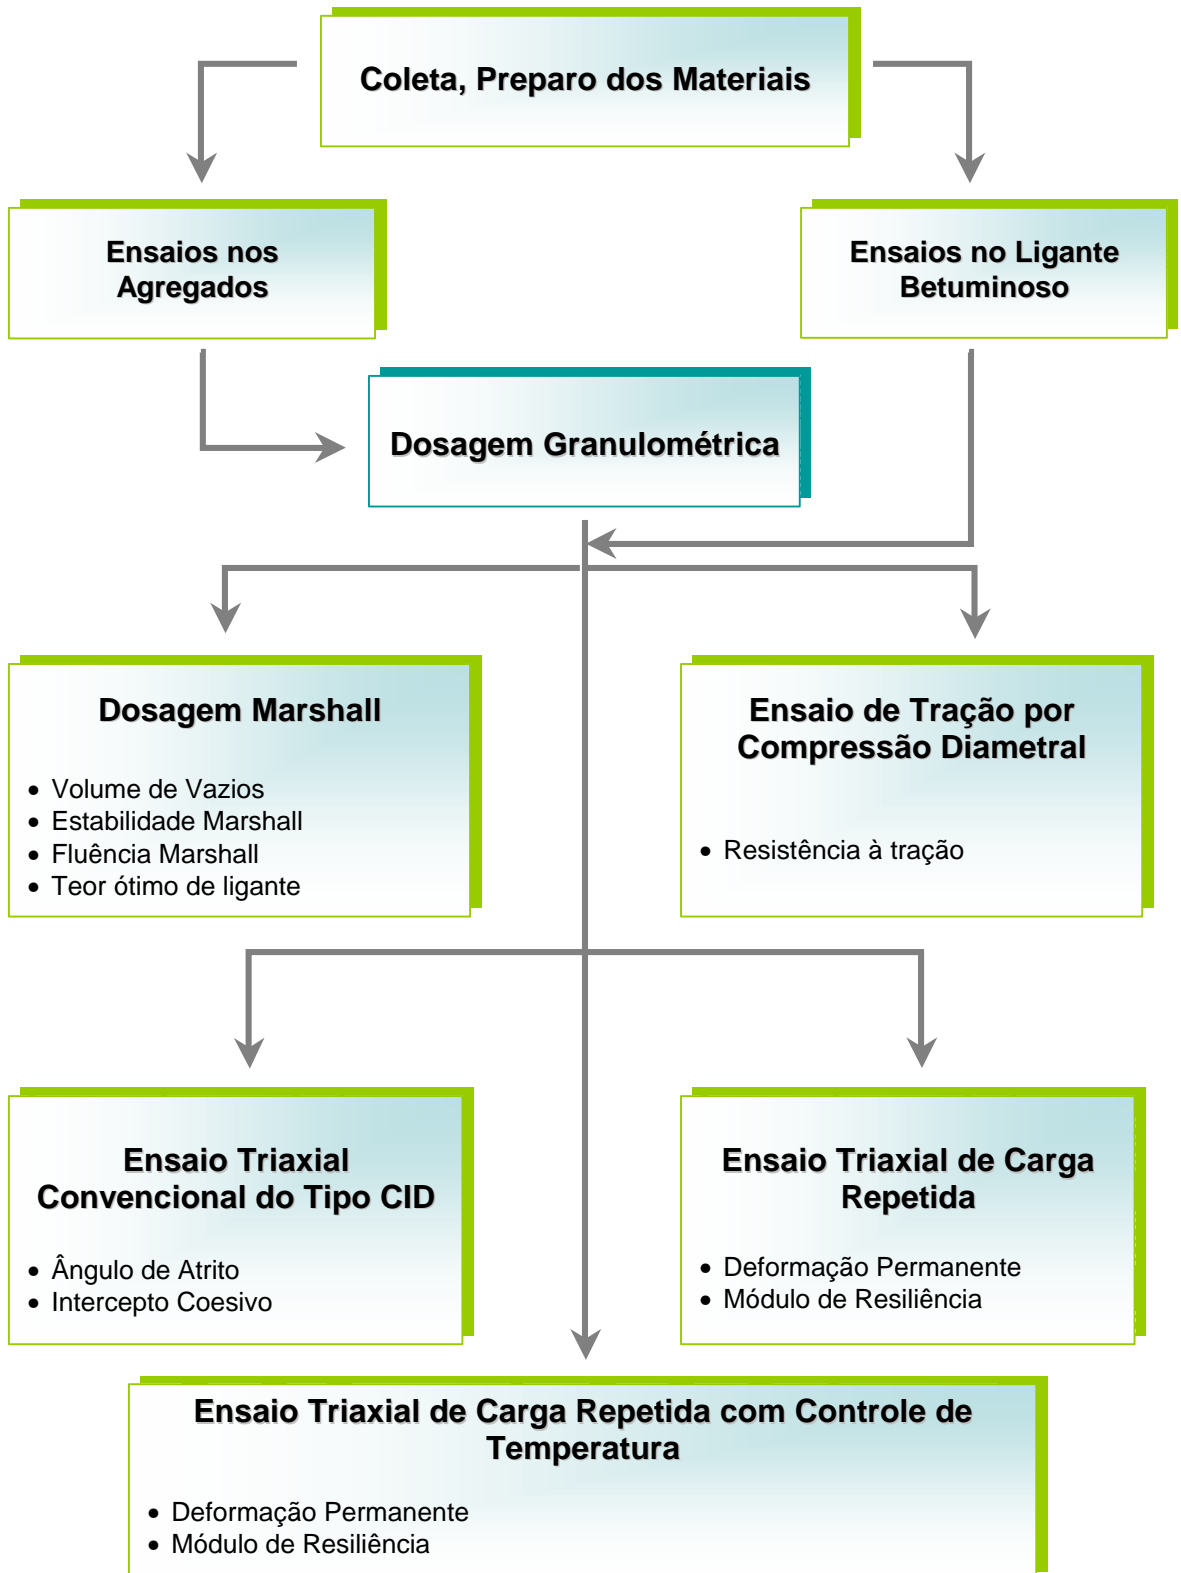 Coleta, Preparo dos Materiais
Ensaios nos
Agregados
Ensaios no Ligante
Betuminoso
Dosagem Granulométrica
Dosagem Marshall
• Volume de Vazios
• Estabilidade Marshall
• Fluência Marshall
• Teor ótimo de ligante
Ensaio de Tração por
Compressão Diametral
• Resistência à tração
Ensaio Triaxial
Convencional do Tipo CID
• Ângulo de Atrito
• Intercepto Coesivo
Ensaio Triaxial de Carga
Repetida
• Deformação Permanente
• Módulo de Resiliência
Ensaio Triaxial de Carga Repetida com Controle de
Temperatura
• Deformação Permanente
• Módulo de Resiliência